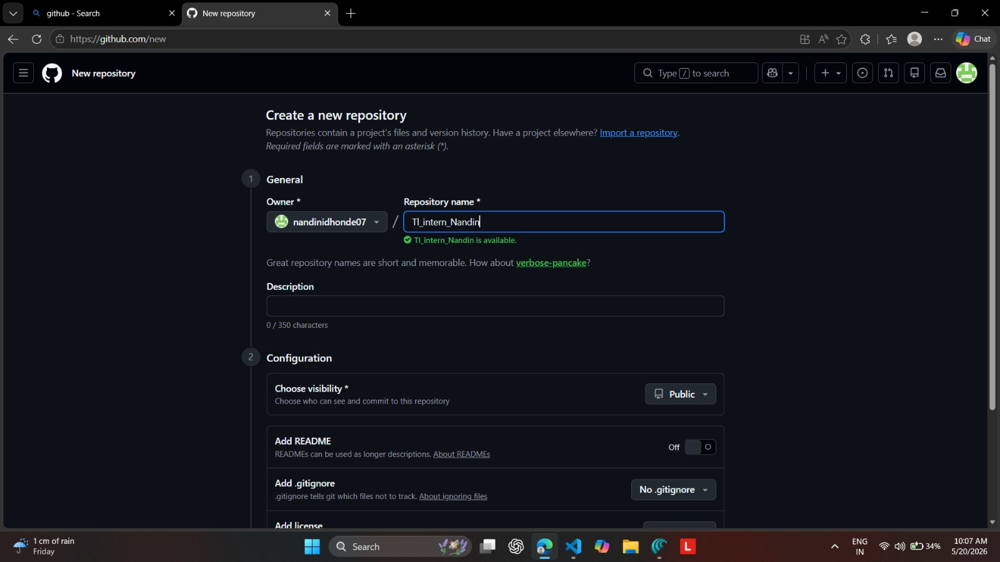 github - Search
New repository
https://github.com/new
Chat
New repository
Type / to search
Create a new repository
Repositories contain a project's files and version history. Have a project elsewhere? Import a repository.
Required fields are marked with an asterisk (*).
1 General
Owner * Repository name *
nandinidhonde07 / Tl_intern_Nandin
Tl_intern_Nandin is available.
Great repository names are short and memorable. How about verbose-pancake?
Description
0 / 350 characters
2 Configuration
Choose visibility *
Choose who can see and commit to this repository
Public
Add README
READMEs can be used as longer descriptions. About READMEs
Off
Add .gitignore
.gitignore tells git which files not to track. About ignoring files
No .gitignore
Add license
1 cm of rain
Friday
Search
L
ENG
IN
34%
10:07 AM
5/20/2026